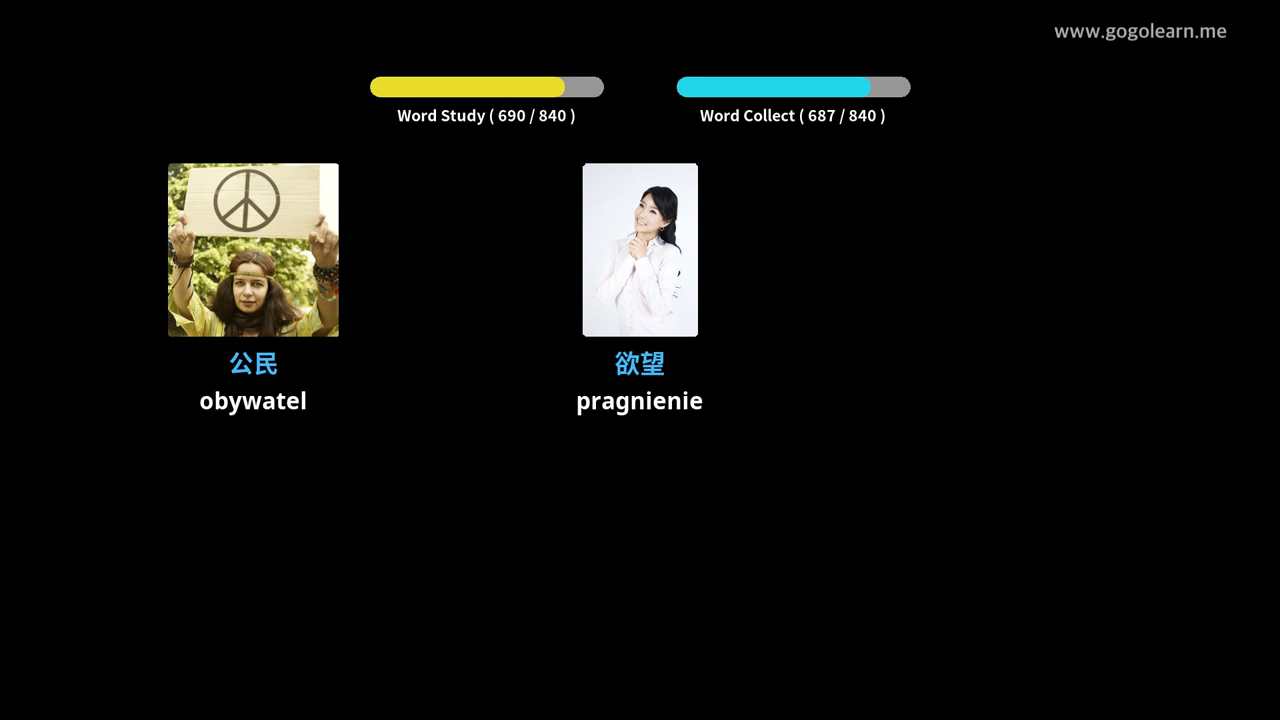 www.gogolearn.me
Word Study ( 690 / 840 )
Word Collect ( 687 / 840 )
公民
obywatel
欲望
pragnienie